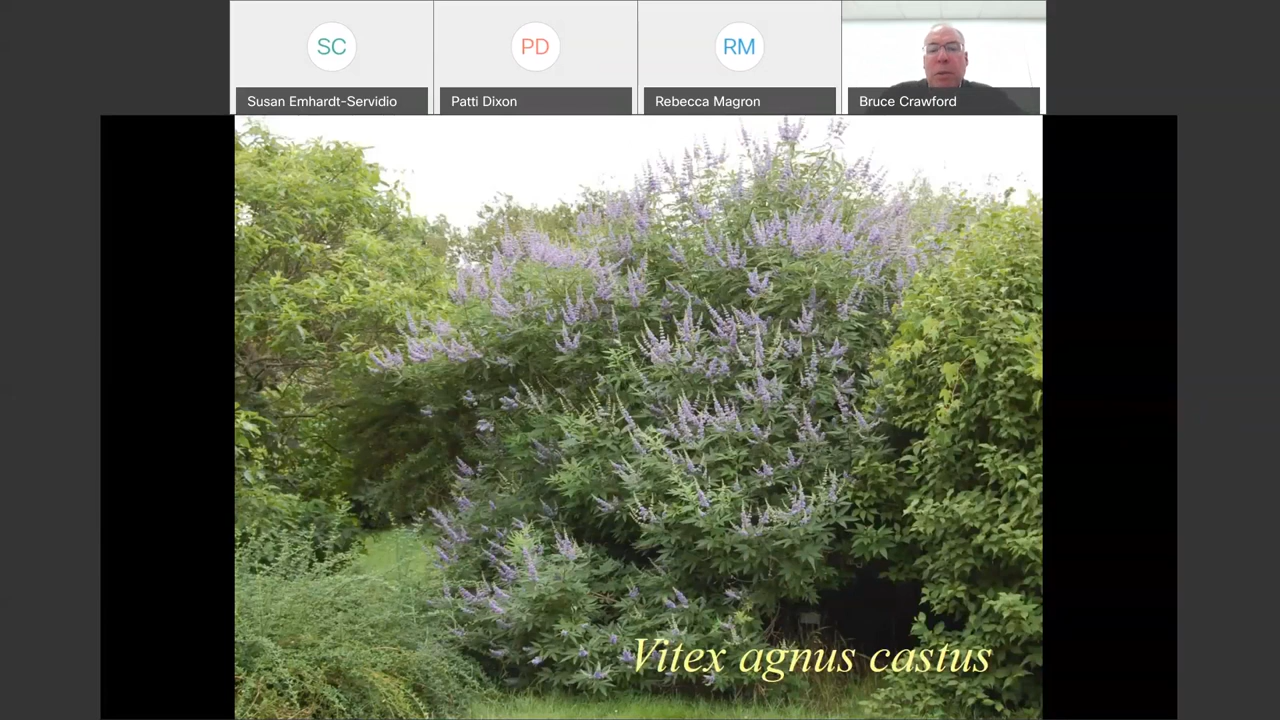 SC
PD
RM
Susan Emhardt-Servidio
Patti Dixon
Rebecca Magron
Bruce Crawford
Vitex agnus castus